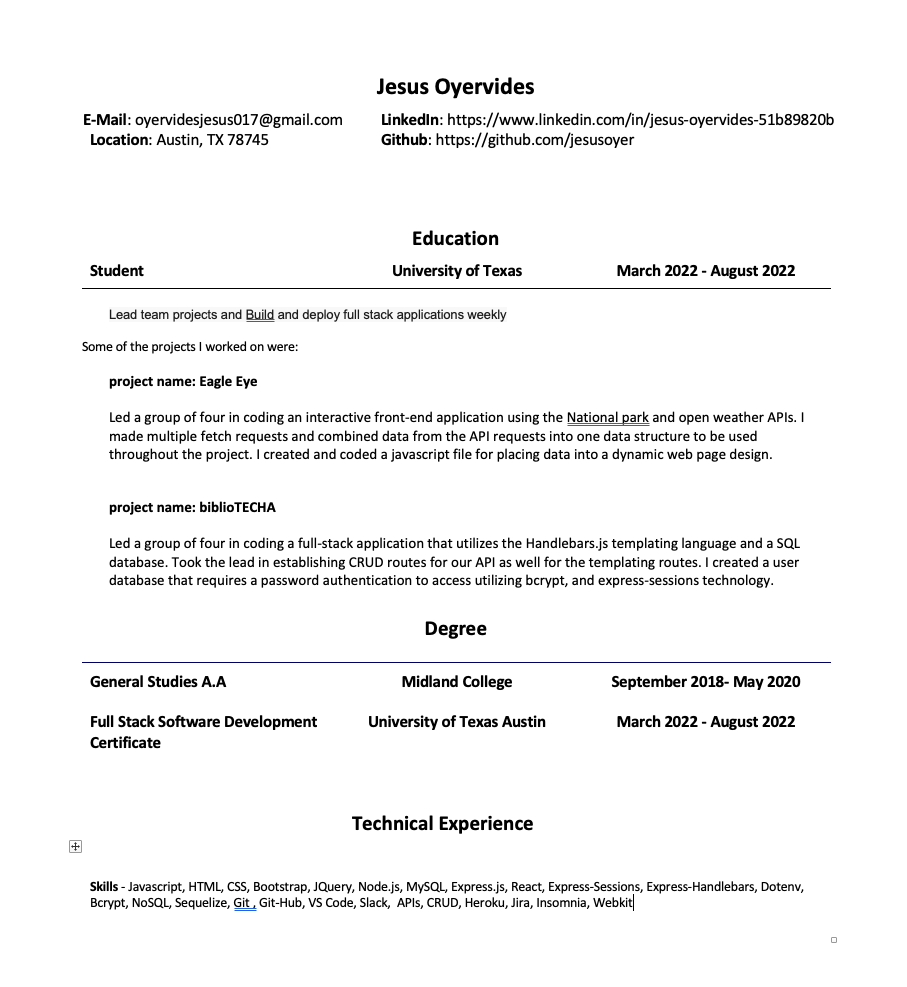 Jesus Oyervides
E-Mail: oyervidesjesus017@gmail.com LinkedIn: https://www.linkedin.com/in/jesus-oyervides-51b89820b
Location: Austin, TX 78745 Github: https://github.com/jesusoyer
Education
Student University of Texas March 2022 - August 2022
Lead team projects and Build and deploy full stack applications weekly
Some of the projects I worked on were:
project name: Eagle Eye
Led a group of four in coding an interactive front-end application using the National park and open weather APIs. I
made multiple fetch requests and combined data from the API requests into one data structure to be used
throughout the project. I created and coded a javascript file for placing data into a dynamic web page design.
project name: biblioTECHA
Led a group of four in coding a full-stack application that utilizes the Handlebars.js templating language and a SQL
database. Took the lead in establishing CRUD routes for our API as well for the templating routes. I created a user
database that requires a password authentication to access utilizing bcrypt, and express-sessions technology.
Degree
General Studies A.A Midland College September 2018- May 2020
Full Stack Software Development University of Texas Austin March 2022 - August 2022
Certificate
Technical Experience
Skills - Javascript, HTML, CSS, Bootstrap, JQuery, Node.js, MySQL, Express.js, React, Express-Sessions, Express-Handlebars, Dotenv,
Bcrypt, NoSQL, Sequelize, Git , Git-Hub, VS Code, Slack,  APIs, CRUD, Heroku, Jira, Insomnia, Webkit